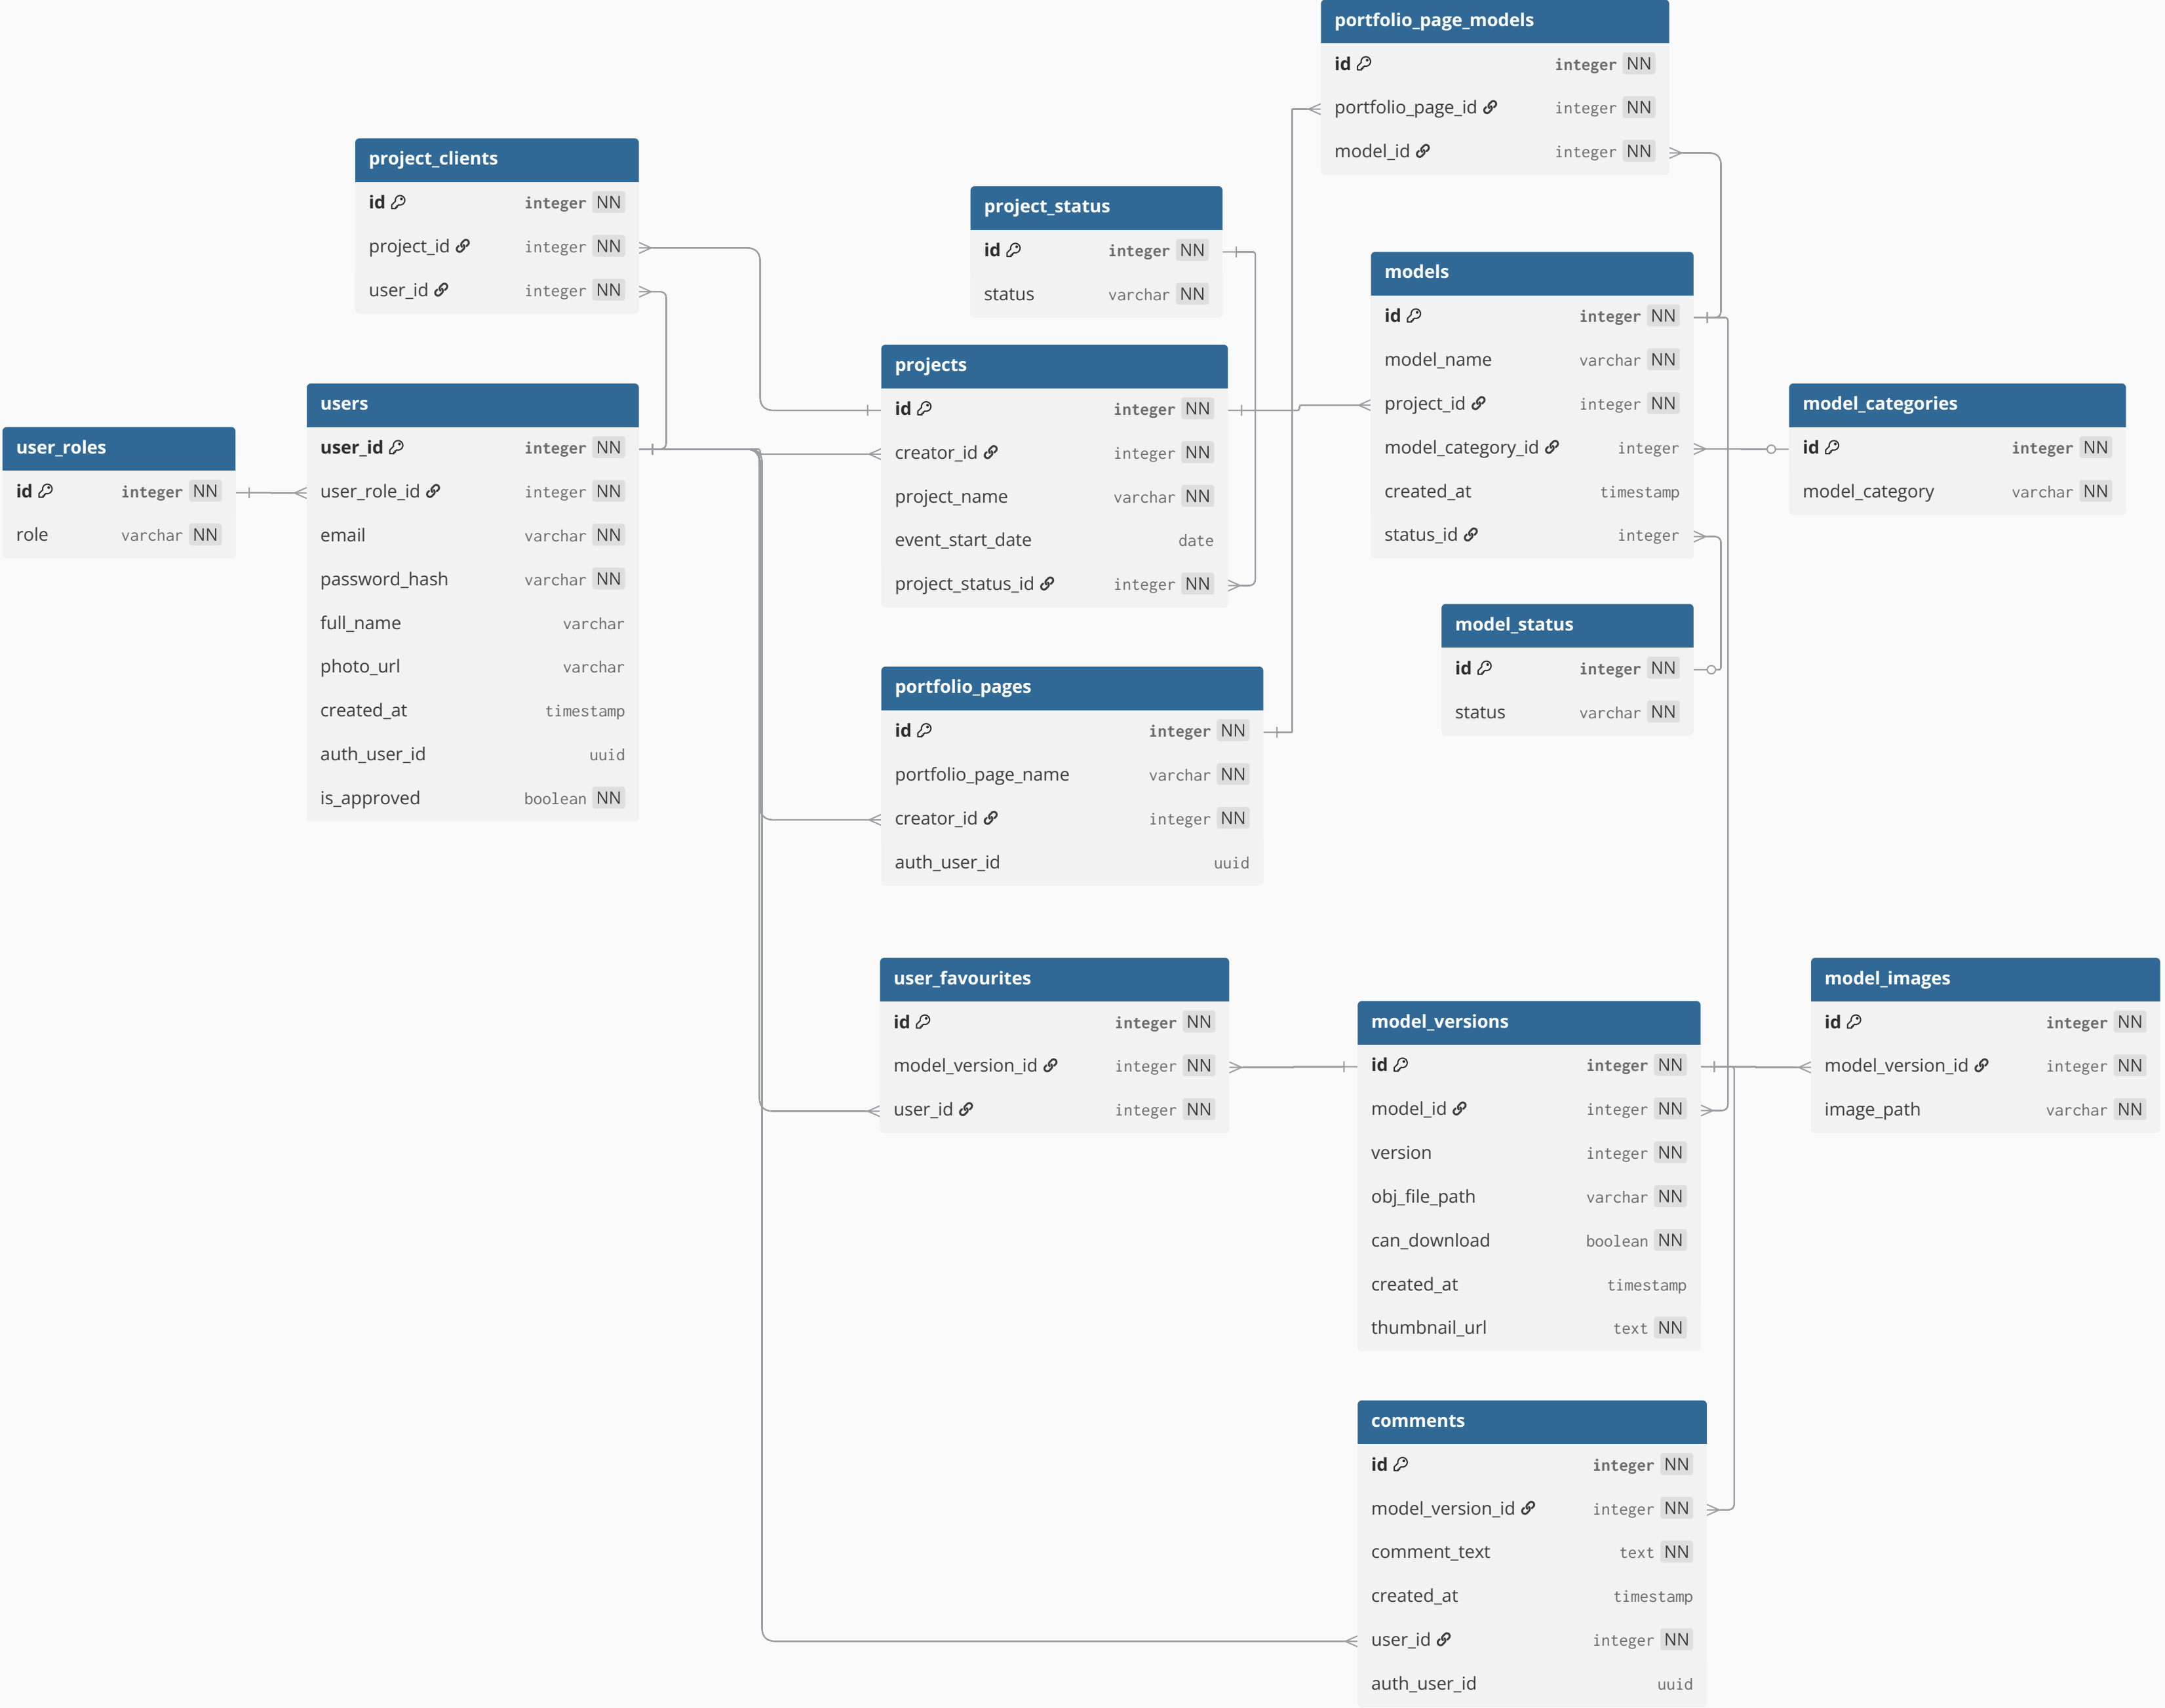 portfolio_page_models
id integer NN
portfolio_page_id integer NN
model_id integer NN
project_clients
id integer NN
project_id integer NN
user_id integer NN
project_status
id integer NN
status varchar NN
models
id integer NN
model_name varchar NN
project_id integer NN
model_category_id integer
created_at timestamp
status_id integer
projects
id integer NN
creator_id integer NN
project_name varchar NN
event_start_date date
project_status_id integer NN
users
user_id integer NN
user_role_id integer NN
email varchar NN
password_hash varchar NN
full_name varchar
photo_url varchar
created_at timestamp
auth_user_id uuid
is_approved boolean NN
model_categories
id integer NN
model_category varchar NN
user_roles
id integer NN
role varchar NN
model_status
id integer NN
status varchar NN
portfolio_pages
id integer NN
portfolio_page_name varchar NN
creator_id integer NN
auth_user_id uuid
user_favourites
id integer NN
model_version_id integer NN
user_id integer NN
model_versions
id integer NN
model_id integer NN
version integer NN
obj_file_path varchar NN
can_download boolean NN
created_at timestamp
thumbnail_url text NN
model_images
id integer NN
model_version_id integer NN
image_path varchar NN
comments
id integer NN
model_version_id integer NN
comment_text text NN
created_at timestamp
user_id integer NN
auth_user_id uuid